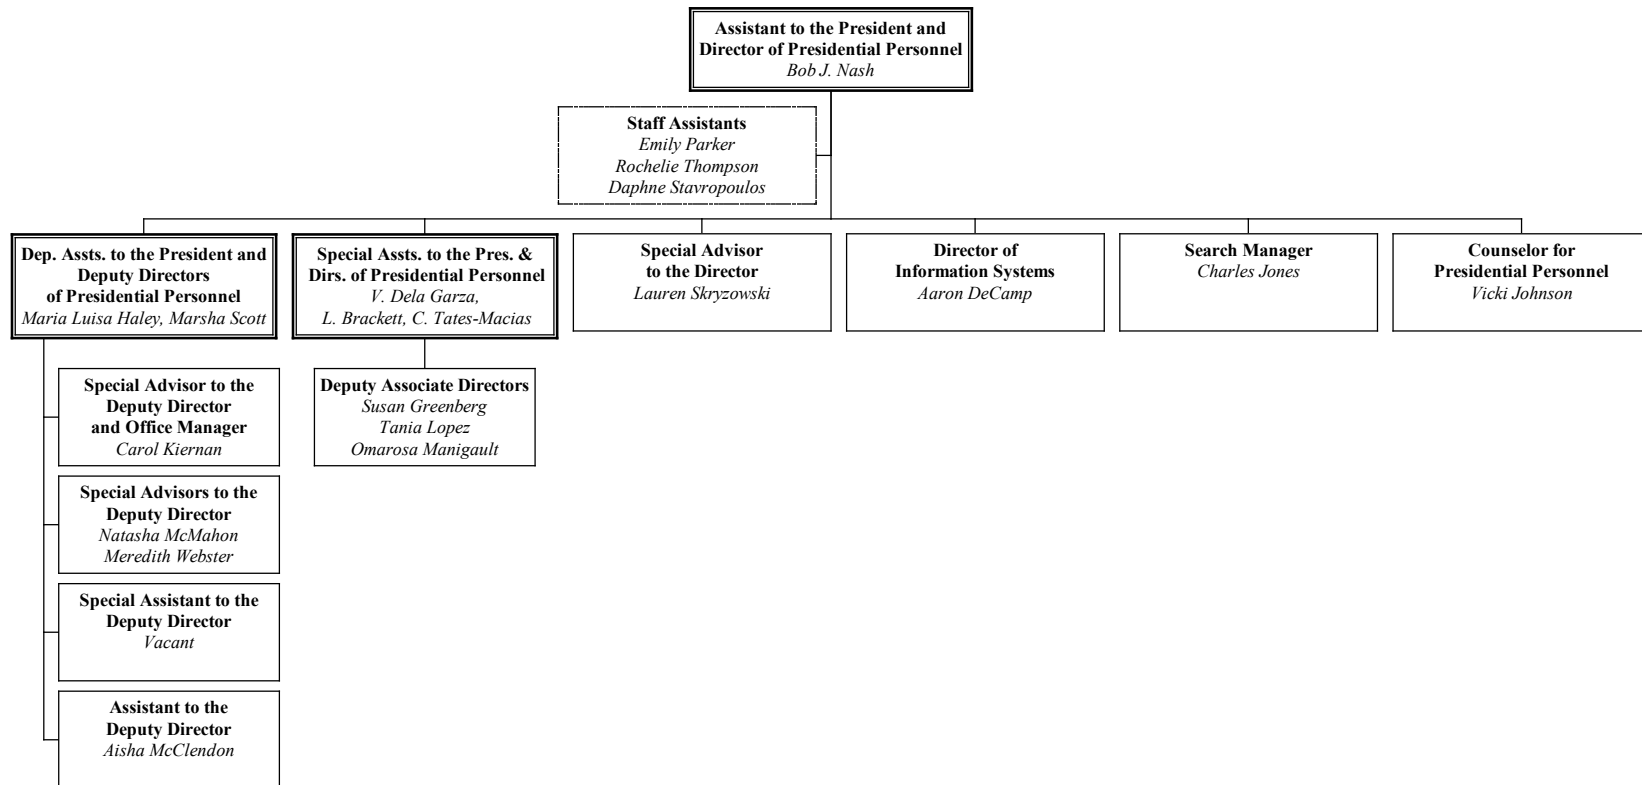 Assistant to the President and
Director of Presidential Personnel
Bob J. Nash
Staff Assistants
Emily Parker
Rochelie Thompson
Daphne Stavropoulos
Dep. Assts. to the President and
Deputy Directors
of Presidential Personnel
Maria Luisa Haley, Marsha Scott
Special Assts. to the Pres. &
Dirs. of Presidential Personnel
V. Dela Garza,
L. Brackett, C. Tates-Macias
Special Advisor
to the Director
Lauren Skryzowski
Director of
Information Systems
Aaron DeCamp
Search Manager
Charles Jones
Counselor for
Presidential Personnel
Vicki Johnson
Special Advisor to the
Deputy Director
and Office Manager
Carol Kiernan
Deputy Associate Directors
Susan Greenberg
Tania Lopez
Omarosa Manigault
Special Advisors to the
Deputy Director
Natasha McMahon
Meredith Webster
Special Assistant to the
Deputy Director
Vacant
Assistant to the
Deputy Director
Aisha McClendon